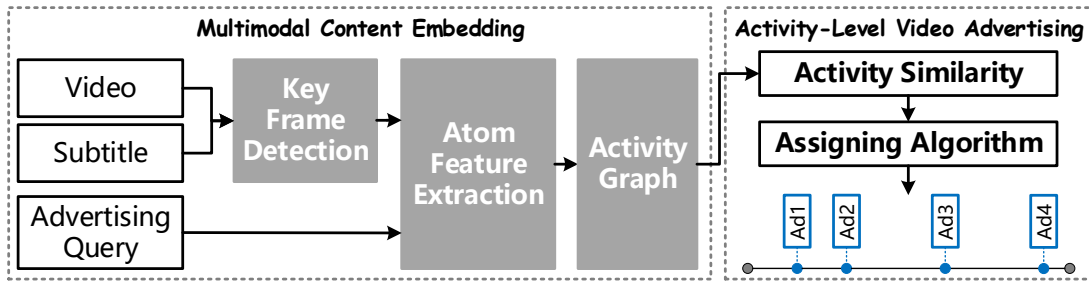 Multimodal Content Embedding
Video
Subtitle
Advertising
Query
Key
Frame
Detection
Atom
Feature
Extraction
Activity
Graph
Activity-Level Video Advertising
Activity Similarity
Assigning Algorithm
Ad1
Ad2
Ad3
Ad4